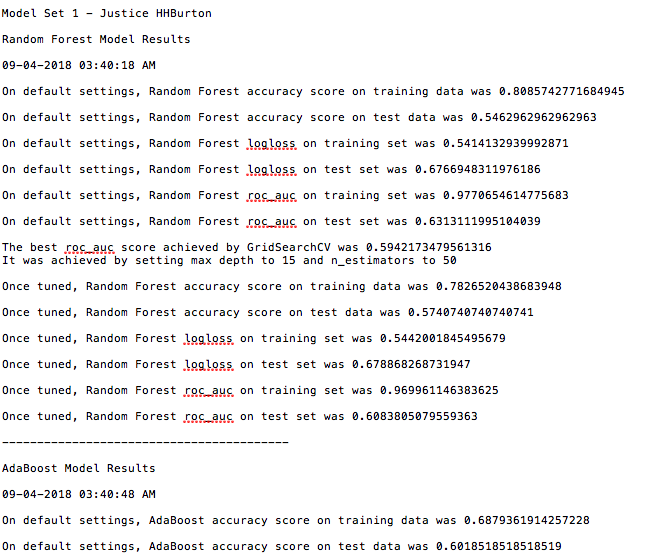 Model Set 1 - Justice HHBurton
Random Forest Model Results
09-04-2018 03:40:18 AM
On default settings, Random Forest accuracy score on training data was 0.8085742771684945
On default settings, Random Forest accuracy score on test data was 0.5462962962962963
On default settings, Random Forest logloss on training set was 0.5414132939992871
On default settings, Random Forest logloss on test set was 0.6766948311976186
On default settings, Random Forest roc_auc on training set was 0.9770654614775683
On default settings, Random Forest roc_auc on test set was 0.6313111995104039
The best roc_auc score achieved by GridSearchCV was 0.5942173479561316
It was achieved by setting max depth to 15 and n_estimators to 50
Once tuned, Random Forest accuracy score on training data was 0.7826520438683948
Once tuned, Random Forest accuracy score on test data was 0.5740740740740741
Once tuned, Random Forest logloss on training set was 0.5442001845495679
Once tuned, Random Forest logloss on test set was 0.678868268731947
Once tuned, Random Forest roc_auc on training set was 0.969961146383625
Once tuned, Random Forest roc_auc on test set was 0.6083805079559363
-----------------------------------------
AdaBoost Model Results
09-04-2018 03:40:48 AM
On default settings, AdaBoost accuracy score on training data was 0.6879361914257228
On default settings, AdaBoost accuracy score on test data was 0.6018518518518519